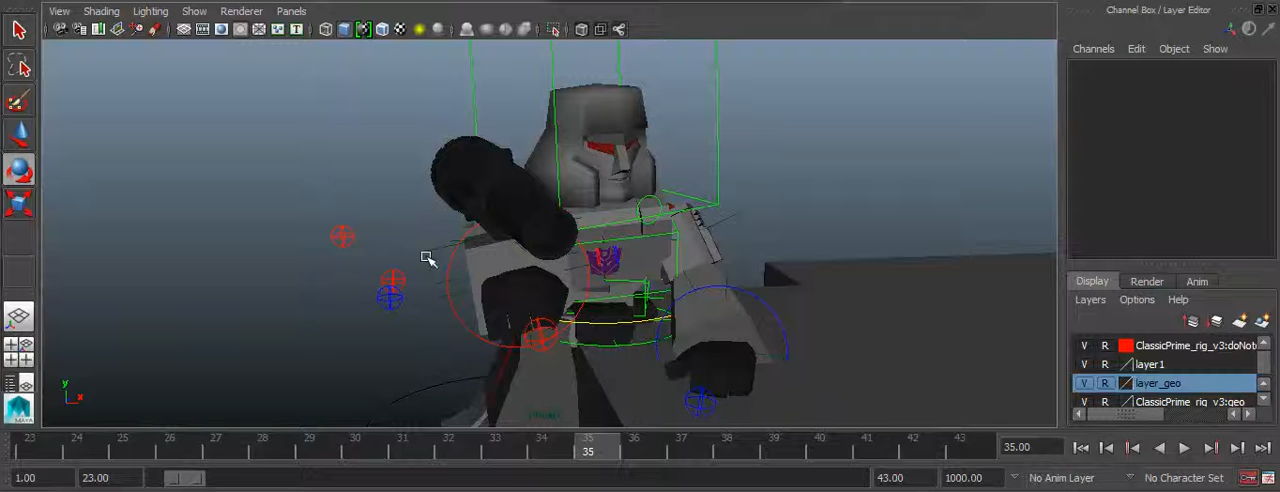 View Shading Lighting Show Renderer Panels
Channel Box / Layer Editor
Channels Edit Object Show
Display Render Anim
Layers Options Help
V R ClassicPrime_rig_v3:doNot
V R layer1
V R layer_geo
V R ClassicPrime_rig_v3:geo
y
x
MAYA
23 24 25 26 27 28 29 30 31 32 33 34 35 36 37 38 39 40 41 42 43
35
35.00
1.00 23.00 43.00 1000.00 No Anim Layer No Character Set